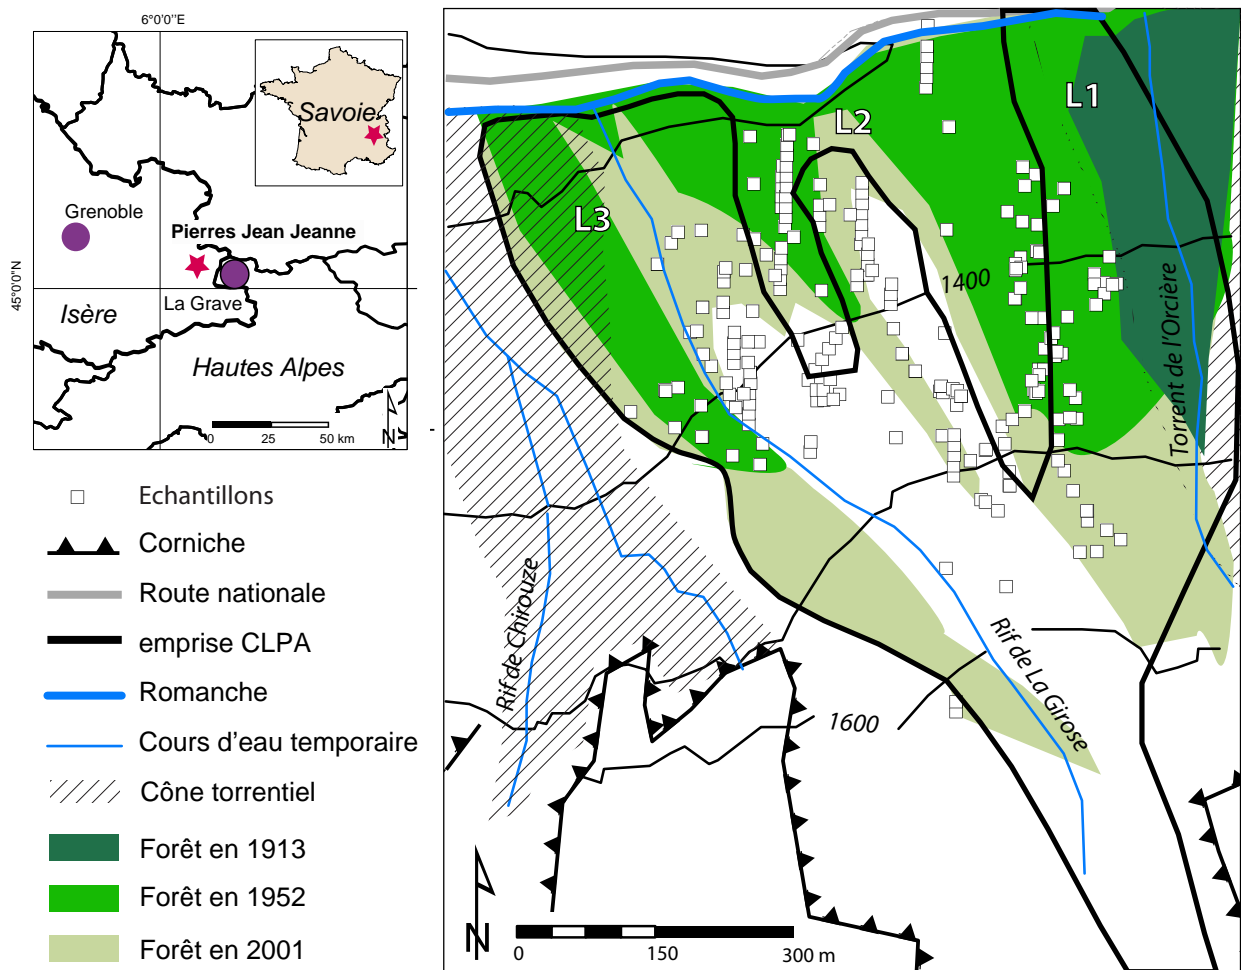 6°0'0''E
45°0'0''N
Savoie
Grenoble
Pierres Jean Jeanne
La Grave
Isère
Hautes Alpes
0 25 50 km
N
Echantillons
Corniche
Route nationale
emprise CLPA
Romanche
Cours d'eau temporaire
Cône torrentiel
Forêt en 1913
Forêt en 1952
Forêt en 2001
L1
L2
L3
1400
Torrent de l'Orcière
Rif de Chirouze
Rif de La Girose
1600
N
0 150 300 m